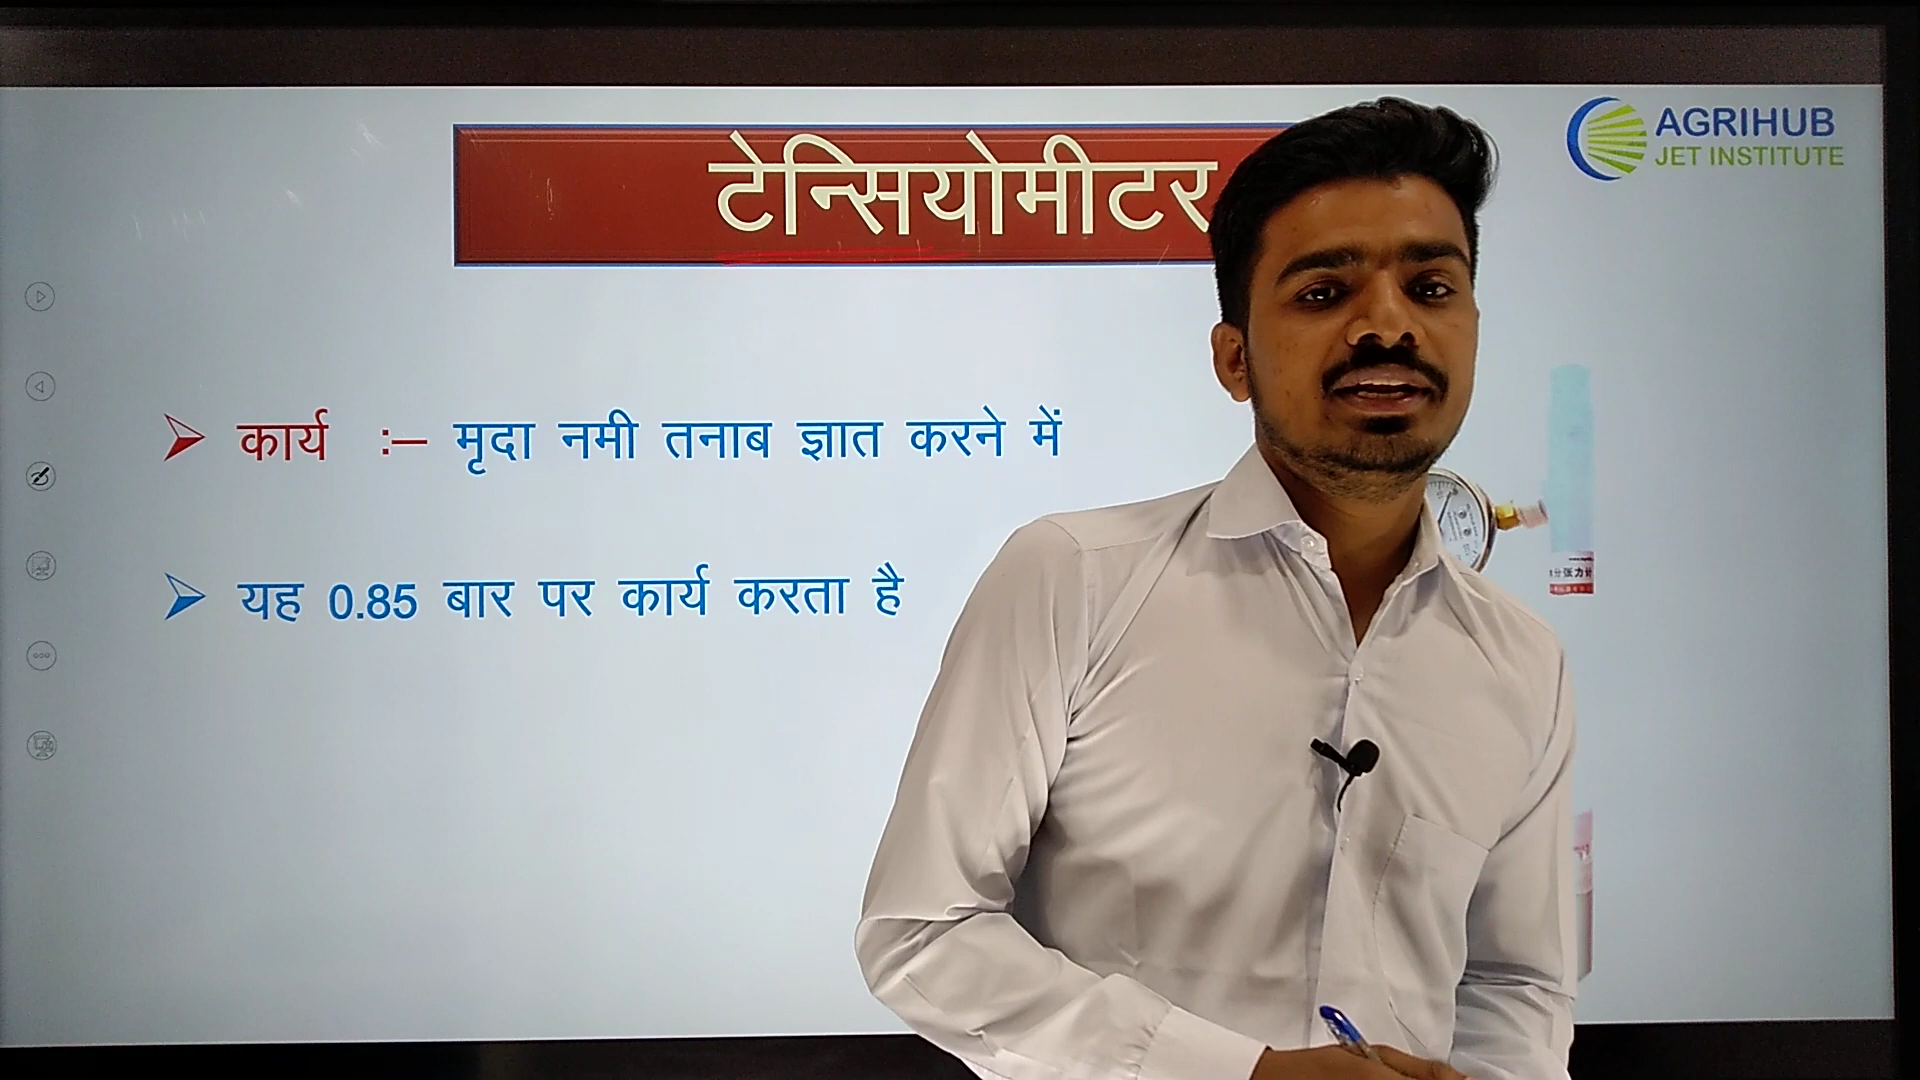 टेन्सियोमीटर
AGRIHUB
JET INSTITUTE
कार्य :– मृदा नमी तनाब ज्ञात करने में
यह 0.85 बार पर कार्य करता है